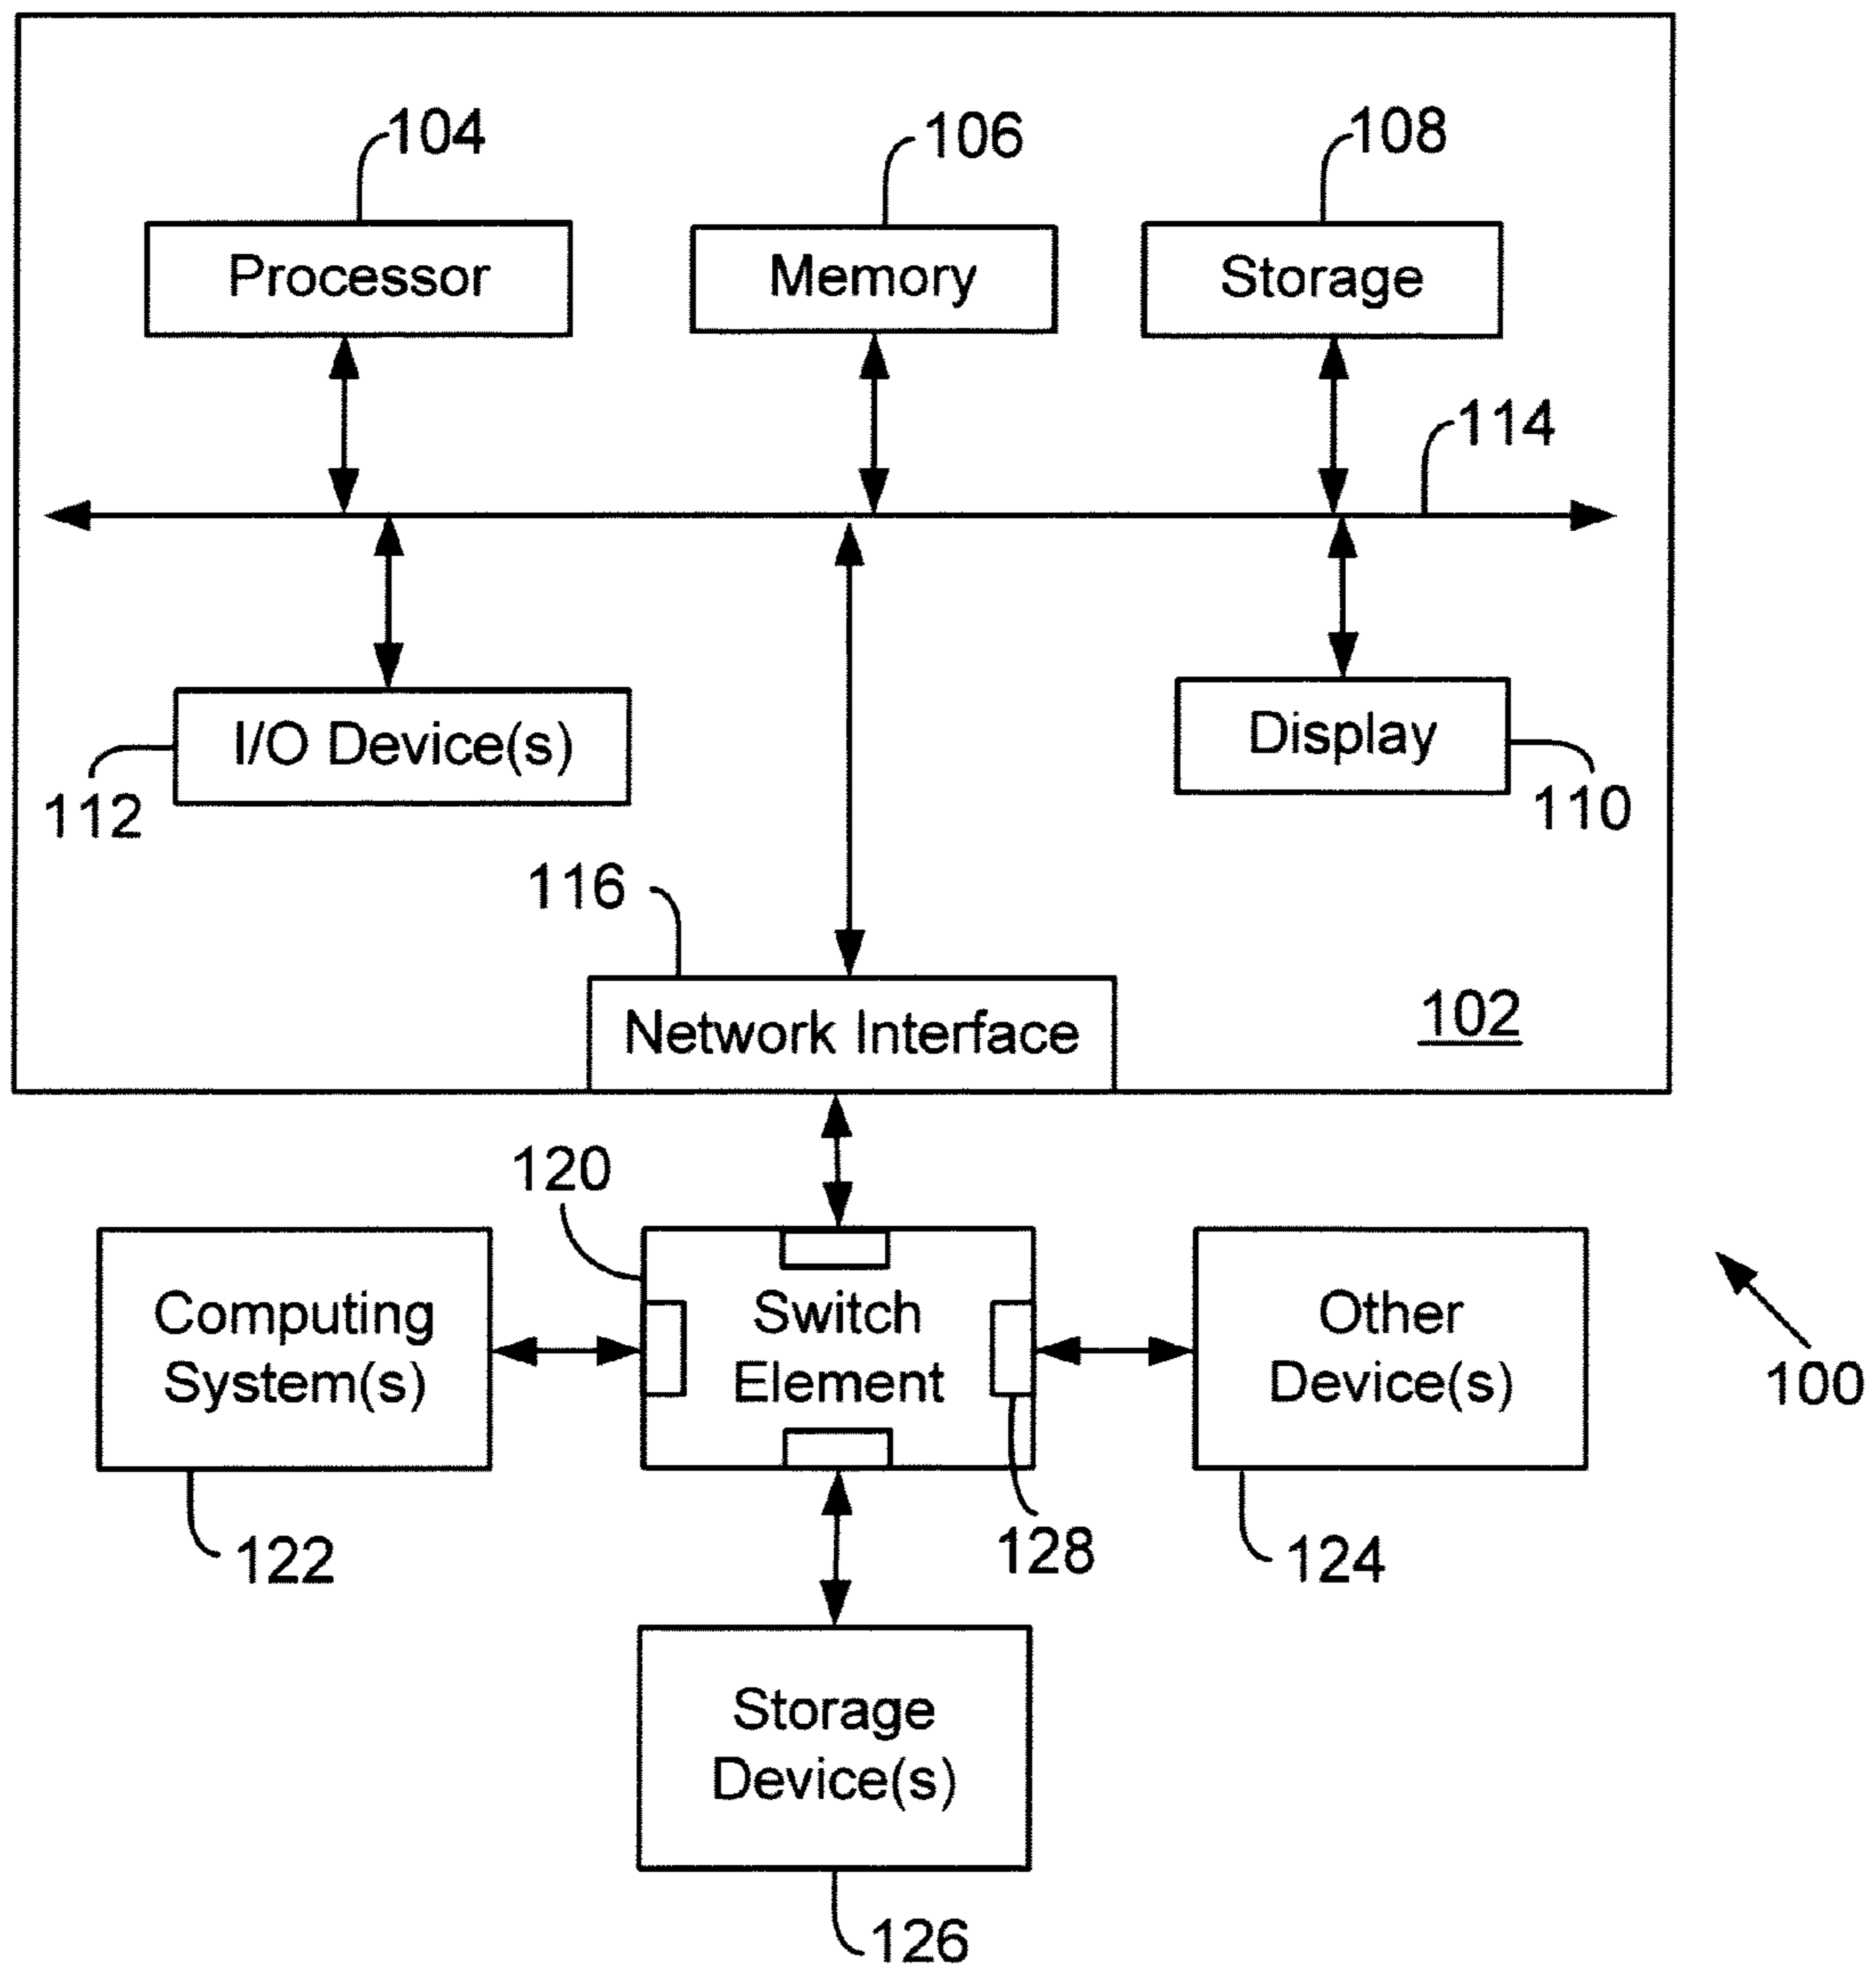 104
106
108
Processor
Memory
Storage
114
I/O Device(s)
Display
112
110
116
Network Interface
102
120
Computing
System(s)
Switch
Element
Other
Device(s)
100
122
128
124
Storage
Device(s)
126